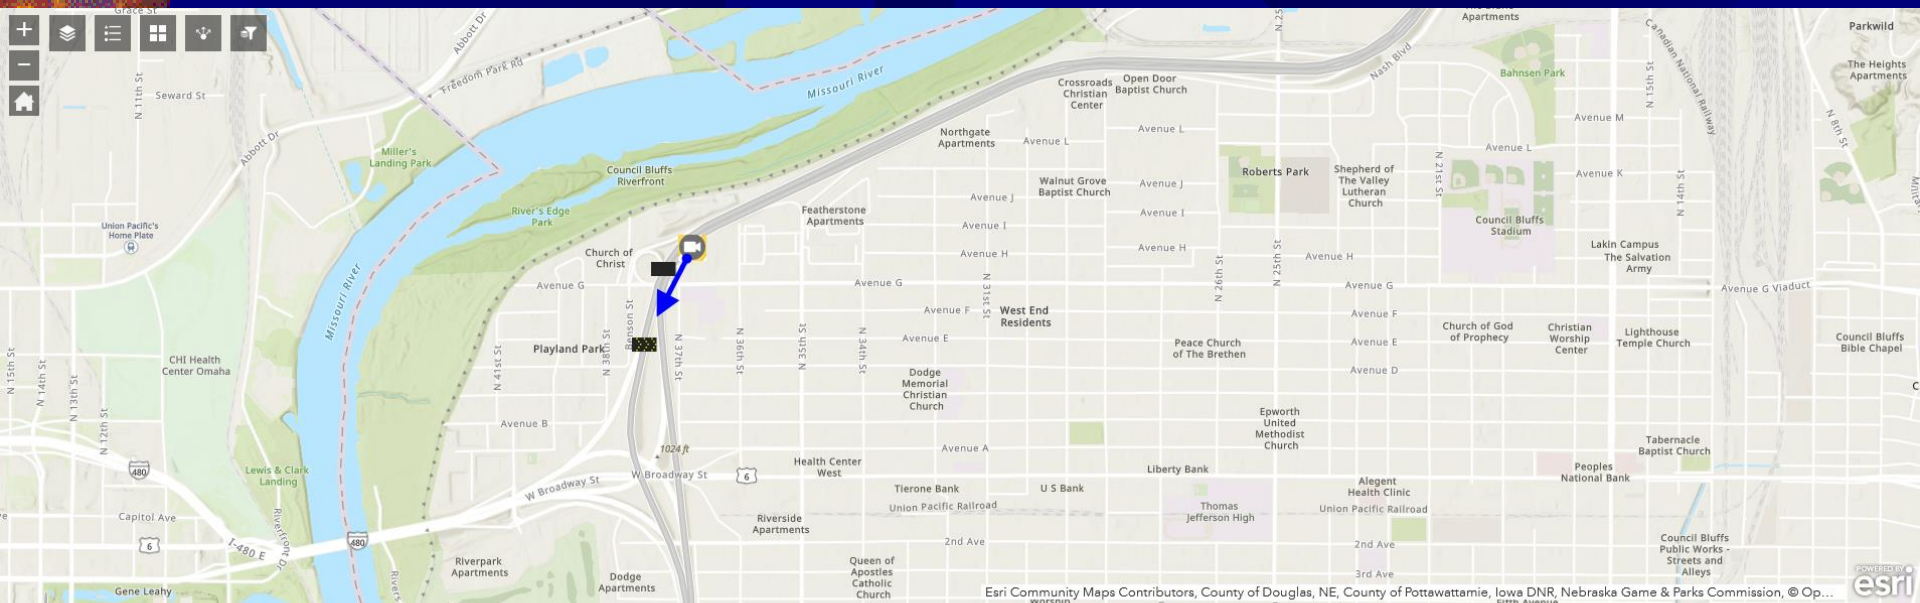 Grace St
Abbott Dr
N 25
Apartments
Parkwild
Canadian National Railway
Nash Blvd
Freedom Park Rd
Missouri River
The Heights
Apartments
Bahnsen Park
N 15th St
N 11th St
Seward St
Crossroads
Christian
Center
Open Door
Baptist Church
Avenue M
N 8th St
Abbott Dr
Northgate
Apartments
Avenue L
Avenue L
Avenue L
Miller's
Landing Park
Council Bluffs
Riverfront
Walnut Grove
Baptist Church
Avenue J
Roberts Park
Shepherd of
The Valley
Lutheran
Church
N 21st St
Avenue K
N 14th St
Avenue J
River's Edge
Park
Featherstone
Apartments
Avenue I
Avenue I
Council Bluffs
Stadium
Union Pacific's
Home Plate
Church of
Christ
Avenue H
Avenue H
N 25th St
Avenue H
Lakin Campus
The Salvation
Army
Avenue G
Avenue G
N 31st St
N 26th St
Avenue G
Avenue G Viaduct
Missouri River
Benson St
Avenue F
West End
Residents
Avenue F
N 38th St
N 37th St
N 36th St
N 35th St
N 34th St
Avenue E
Church of God
of Prophecy
Christian
Worship
Center
Lighthouse
Temple Church
Council Bluffs
Bible Chapel
Playland Park
Peace Church
of The Brethen
Avenue E
N 15th St
N 14th St
N 13th St
N 12th St
CHI Health
Center Omaha
N 41st St
Dodge
Memorial
Christian
Church
Avenue D
Avenue B
Epworth
United
Methodist
Church
1024 ft
Avenue A
Tabernacle
Baptist Church
480
Lewis & Clark
Landing
W Broadway St
W Broadway St
6
Health Center
West
Liberty Bank
Peoples
National Bank
Tierone Bank
U S Bank
Alegent
Health Clinic
Union Pacific Railroad
Union Pacific Railroad
Thomas
Jefferson High
Capitol Ave
Riverfront Dr
6
I-480 E
480
Riverside
Apartments
2nd Ave
2nd Ave
Council Bluffs
Public Works -
Streets and
Alleys
Riverpark
Apartments
Dodge
Apartments
Queen of
Apostles
Catholic
Church
3rd Ave
Gene Leahy
Rivers
Esri Community Maps Contributors, County of Douglas, NE, County of Pottawattamie, Iowa DNR, Nebraska Game & Parks Commission, © Op...
POWERED BY
esri